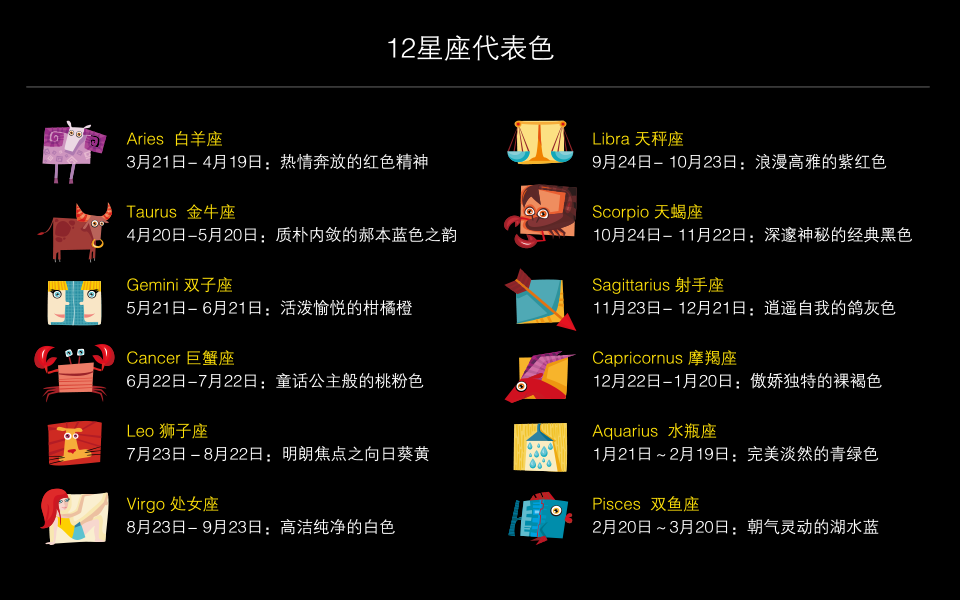 12星座代表色
Aries 白羊座
3月21日- 4月19日：热情奔放的红色精神
Taurus 金牛座
4月20日-5月20日：质朴内敛的郝本蓝色之韵
Gemini 双子座
5月21日- 6月21日：活泼愉悦的柑橘橙
Cancer 巨蟹座
6月22日-7月22日：童话公主般的桃粉色
Leo 狮子座
7月23日 - 8月22日：明朗焦点之向日葵黄
Virgo 处女座
8月23日- 9月23日：高洁纯净的白色
Libra 天秤座
9月24日- 10月23日：浪漫高雅的紫红色
Scorpio 天蝎座
10月24日- 11月22日：深邃神秘的经典黑色
Sagittarius 射手座
11月23日- 12月21日：逍遥自我的鸽灰色
Capricornus 摩羯座
12月22日-1月20日：傲娇独特的裸褐色
Aquarius 水瓶座
1月21日 ~ 2月19日：完美淡然的青绿色
Pisces 双鱼座
2月20日 ~ 3月20日：朝气灵动的湖水蓝